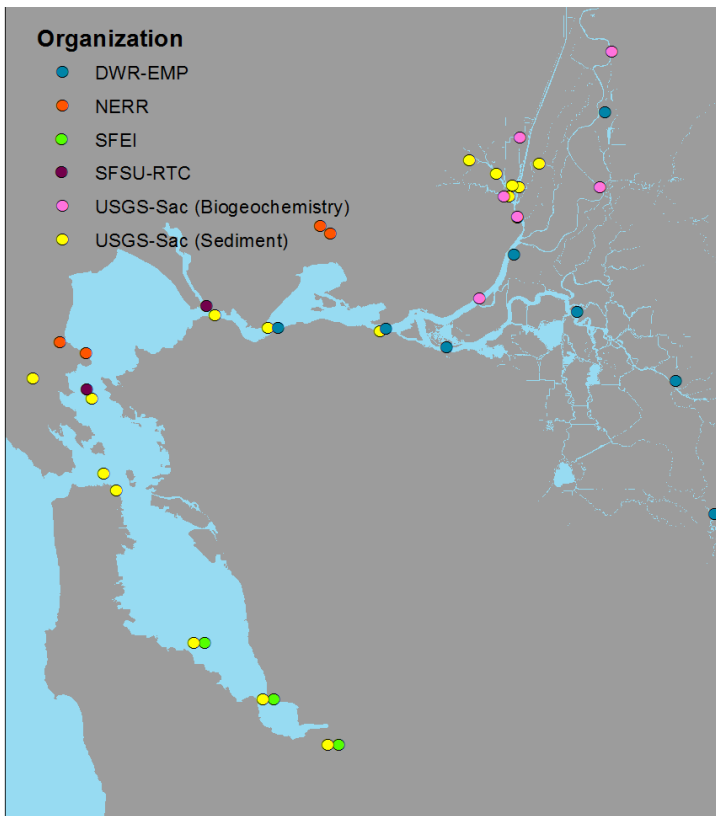 Organization
DWR-EMP
NERR
SFEI
SFSU-RTC
USGS-Sac (Biogeochemistry)
USGS-Sac (Sediment)